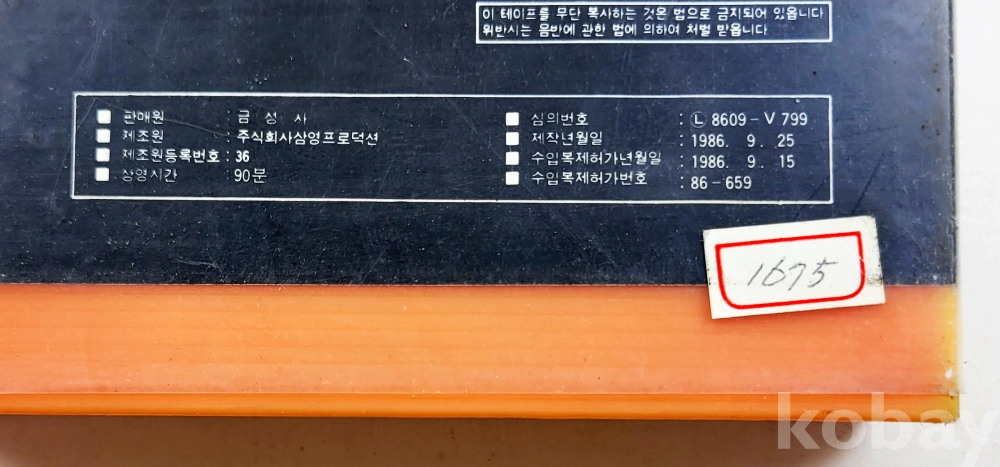 이 테이프를 무단 복사하는 것은 법으로 금지되어 있읍니다
위반시는 음반에 관한 법에 의하여 처벌 받읍니다
판매원 : 금 성 사
제조원 : 주식회사삼영프로덕션
제조원등록번호 : 36
상영시간 : 90분
심의번호 : Ⓛ 8609-V 799
제작년월일 : 1986. 9. 25
수입복제허가년월일 : 1986. 9. 15
수입복제허가번호 : 86-659
1675
kobay